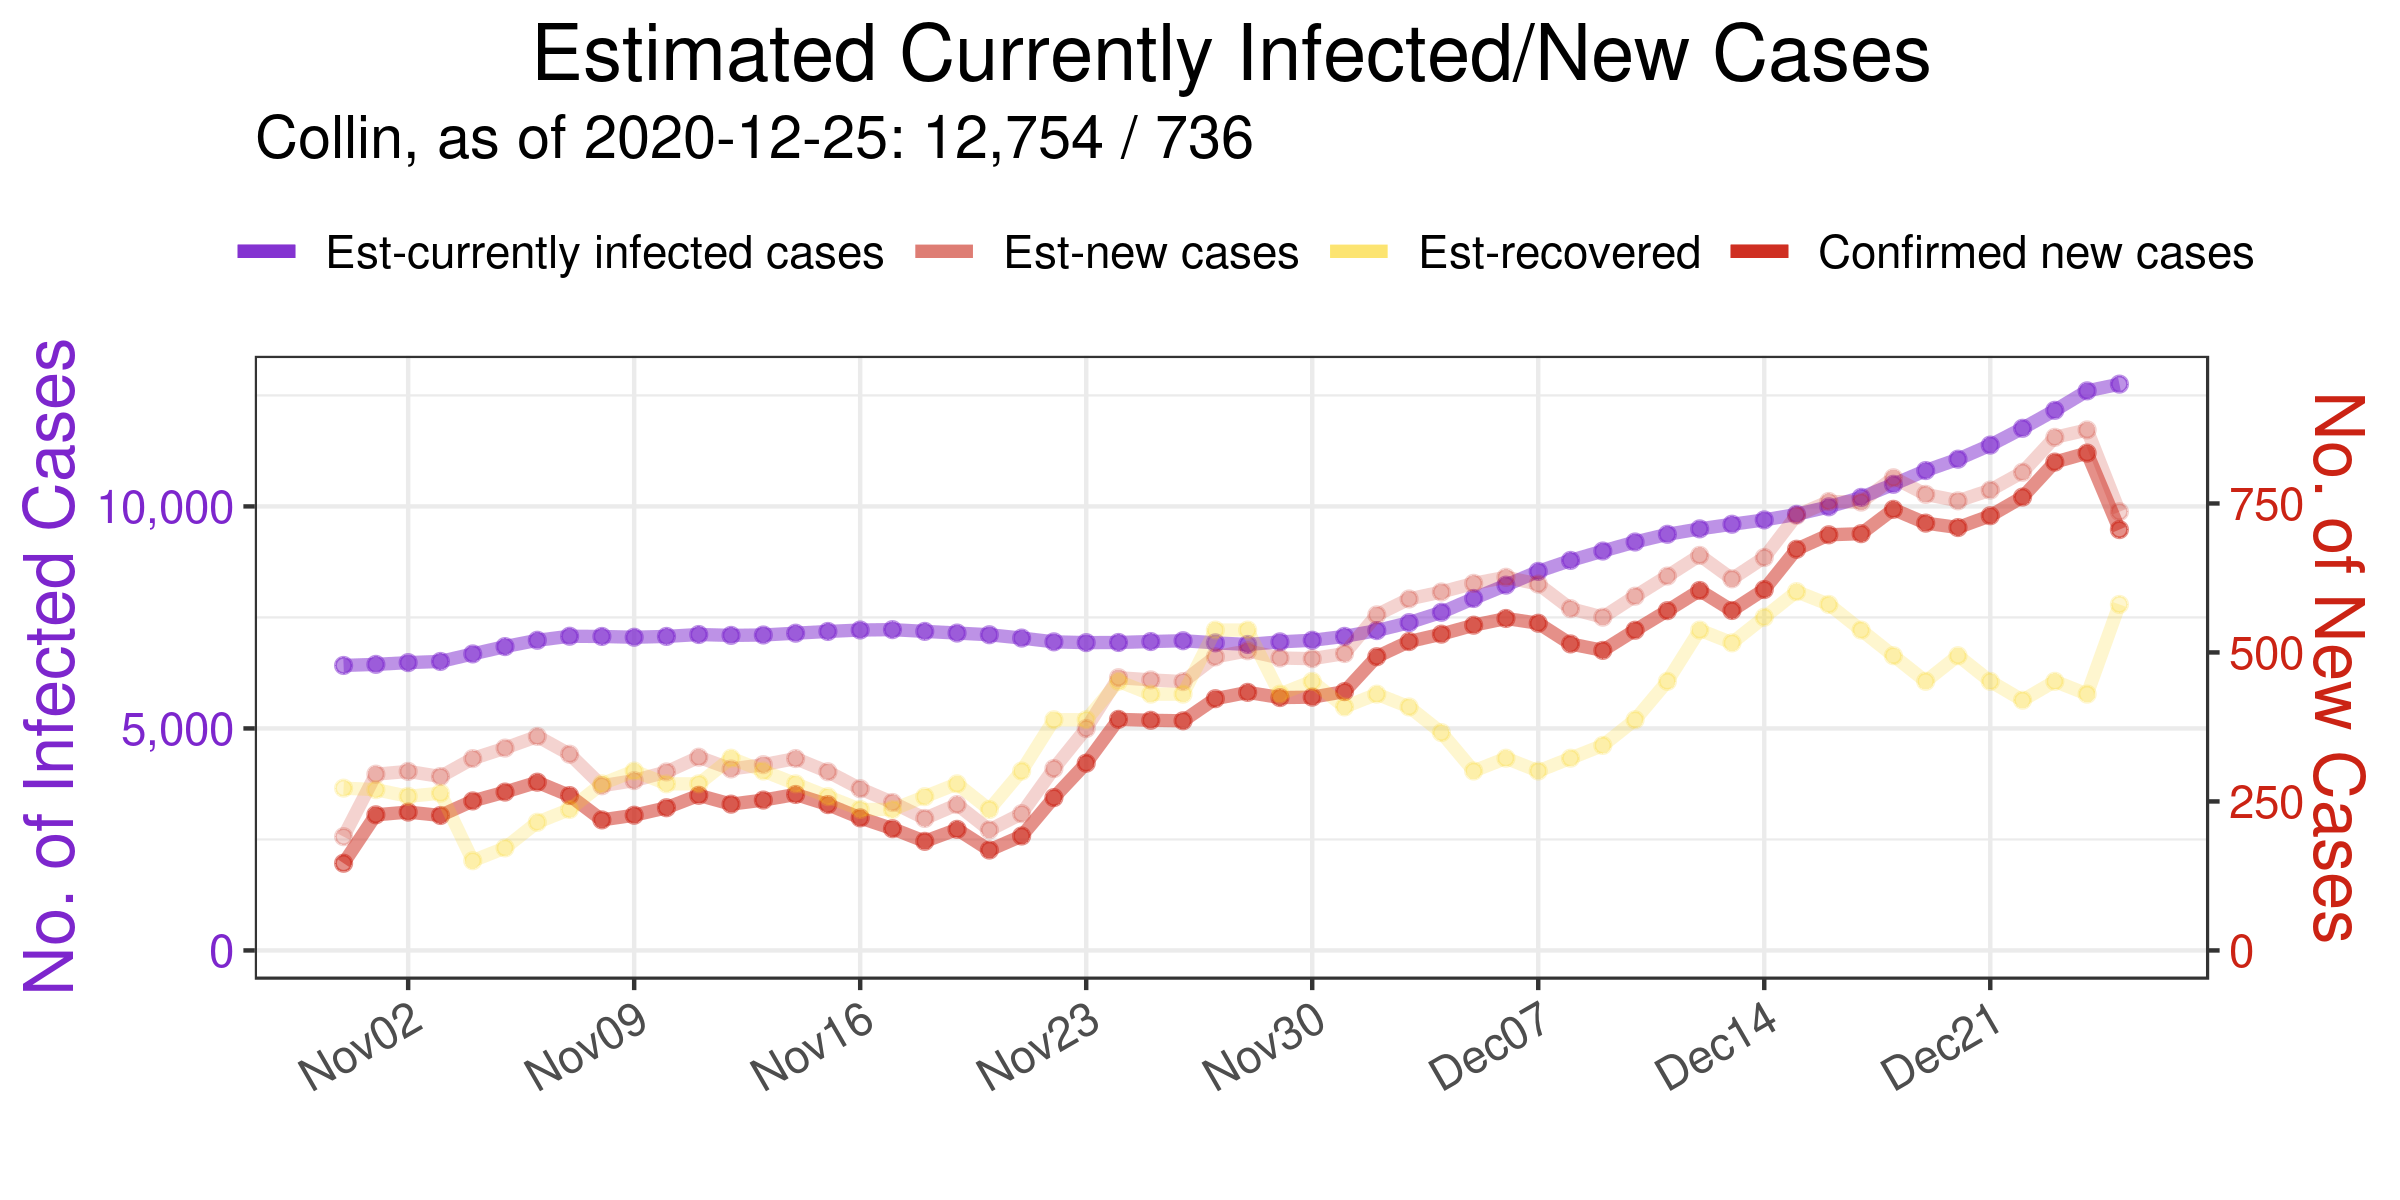 Estimated Currently Infected/New Cases
Collin, as of 2020-12-25: 12,754 / 736
Est-currently infected cases Est-new cases Est-recovered Confirmed new cases
No. of Infected Cases
10,000
5,000
0
750
500
250
0
No. of New Cases
Nov02 Nov09 Nov16 Nov23 Nov30 Dec07 Dec14 Dec21